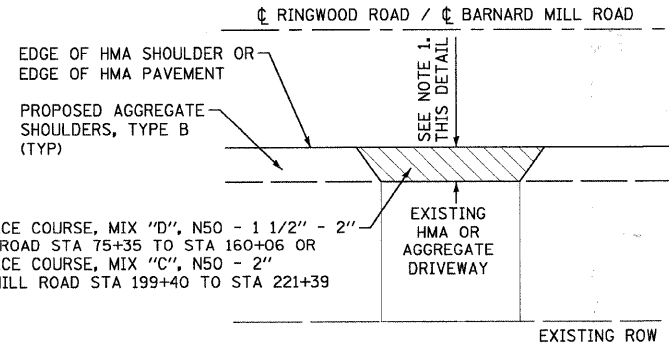 ℄ RINGWOOD ROAD / ℄ BARNARD MILL ROAD
EDGE OF HMA SHOULDER OR
EDGE OF HMA PAVEMENT
SEE NOTE 1.
THIS DETAIL
PROPOSED AGGREGATE
SHOULDERS, TYPE B
(TYP)
CE COURSE, MIX "D", N50 - 1 1/2" - 2"
ROAD STA 75+35 TO STA 160+06 OR
CE COURSE, MIX "C", N50 - 2"
MILL ROAD STA 199+40 TO STA 221+39
EXISTING
HMA OR
AGGREGATE
DRIVEWAY
EXISTING ROW